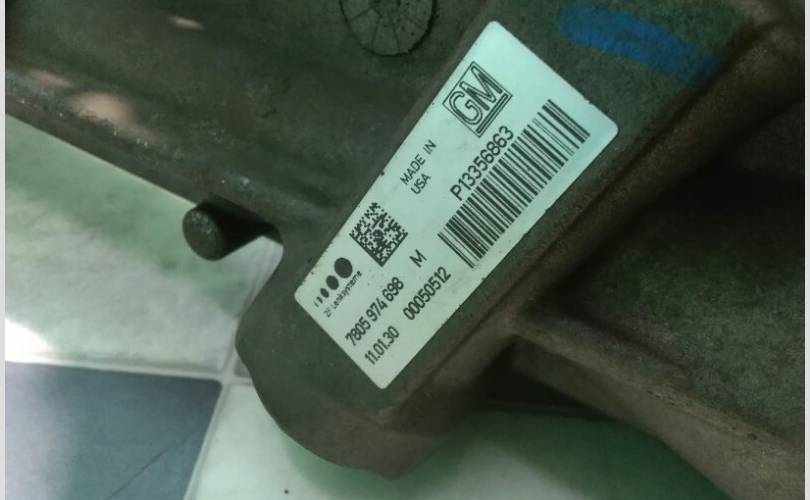 GM
MADE IN
USA
P13356863
ZF Lenksysteme
7805 974 698 M
11.01.30 00050512